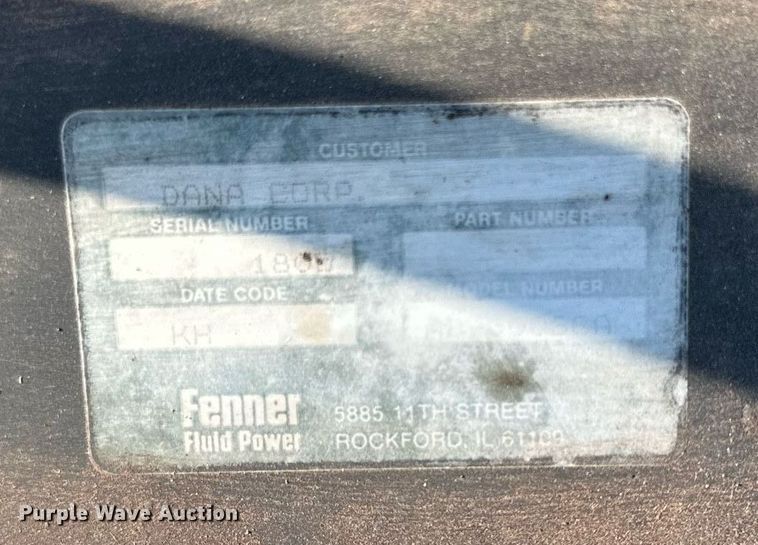 CUSTOMER
DANA CORP
SERIAL NUMBER PART NUMBER
DATE CODE MODEL NUMBER
KH
Fenner
Fluid Power
5885 11TH STREET
ROCKFORD, IL 61109
Purple Wave Auction